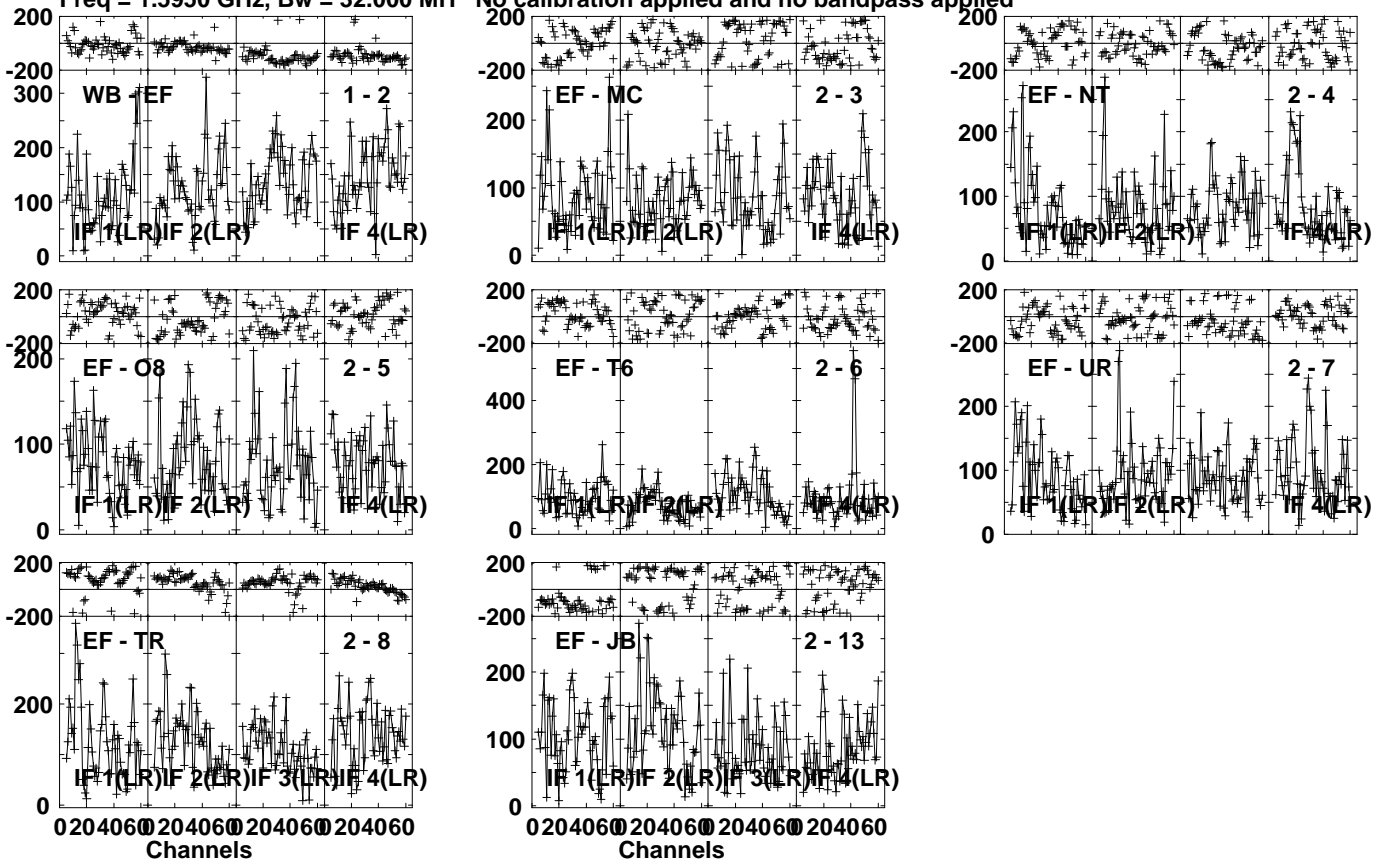 Freq = 1.5950 GHz, Bw = 32.000 MH No calibration applied and no bandpass applied
200
-200
300
200
100
0
WB - EF
1 - 2
IF 1(LR)
IF 2(LR)
IF 4(LR)
200
-200
200
100
0
EF - MC
2 - 3
IF 1(LR)
IF 2(LR)
IF 4(LR)
200
-200
200
100
0
EF - NT
2 - 4
IF 1(LR)
IF 2(LR)
IF 4(LR)
200
-200
200
100
0
EF - O8
2 - 5
IF 1(LR)
IF 2(LR)
IF 4(LR)
200
-200
400
200
0
EF - T6
2 - 6
IF 1(LR)
IF 2(LR)
IF 4(LR)
200
-200
200
100
0
EF - UR
2 - 7
IF 1(LR)
IF 2(LR)
IF 4(LR)
200
-200
200
0
EF - TR
2 - 8
IF 1(LR)
IF 2(LR)
IF 3(LR)
IF 4(LR)
0 20 40 60 0 20 40 60 0 20 40 60 0 20 40 60
Channels
200
-200
200
100
0
EF - JB
2 - 13
IF 1(LR)
IF 2(LR)
IF 3(LR)
IF 4(LR)
0 20 40 60 0 20 40 60 0 20 40 60 0 20 40 60
Channels